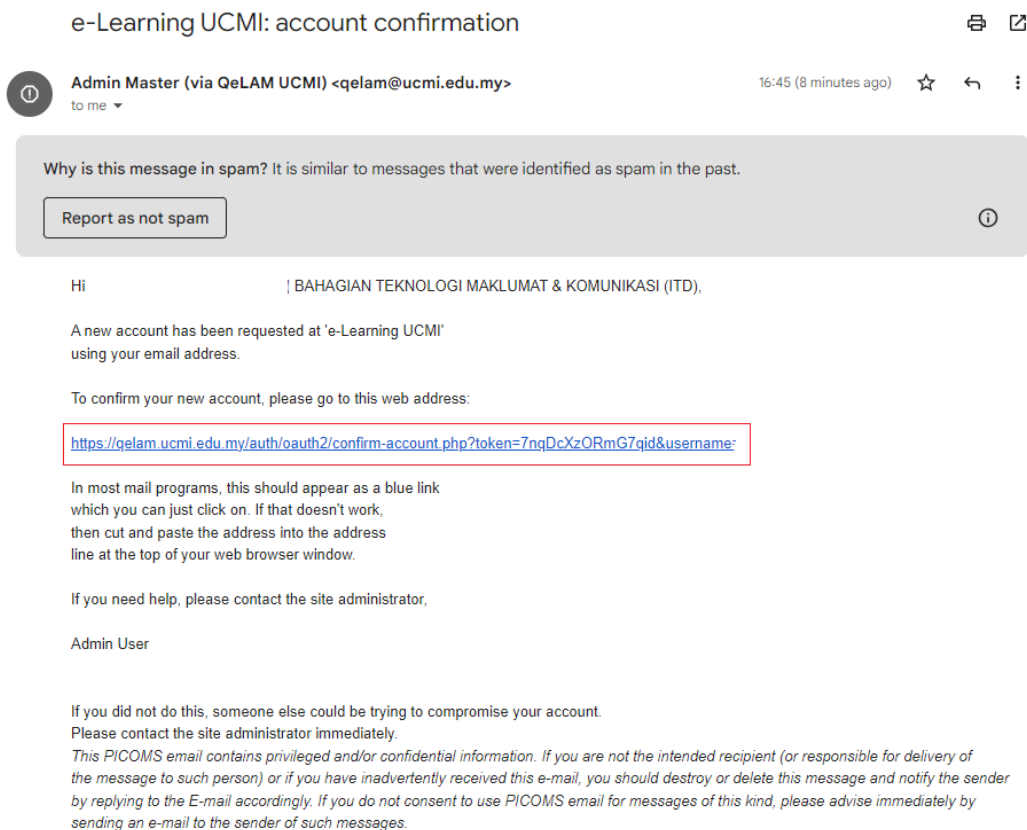 e-Learning UCMI: account confirmation
Admin Master (via QeLAM UCMI) <qelam@ucmi.edu.my>
16:45 (8 minutes ago)
to me
Why is this message in spam? It is similar to messages that were identified as spam in the past.
Report as not spam
Hi BAHAGIAN TEKNOLOGI MAKLUMAT & KOMUNIKASI (ITD),
A new account has been requested at 'e-Learning UCMI'
using your email address.
To confirm your new account, please go to this web address:
https://qelam.ucmi.edu.my/auth/oauth2/confirm-account.php?token=7nqDcXzORmG7qid&username=
In most mail programs, this should appear as a blue link
which you can just click on. If that doesn't work,
then cut and paste the address into the address
line at the top of your web browser window.
If you need help, please contact the site administrator,
Admin User
If you did not do this, someone else could be trying to compromise your account.
Please contact the site administrator immediately.
This PICOMS email contains privileged and/or confidential information. If you are not the intended recipient (or responsible for delivery of
the message to such person) or if you have inadvertently received this e-mail, you should destroy or delete this message and notify the sender
by replying to the E-mail accordingly. If you do not consent to use PICOMS email for messages of this kind, please advise immediately by
sending an e-mail to the sender of such messages.